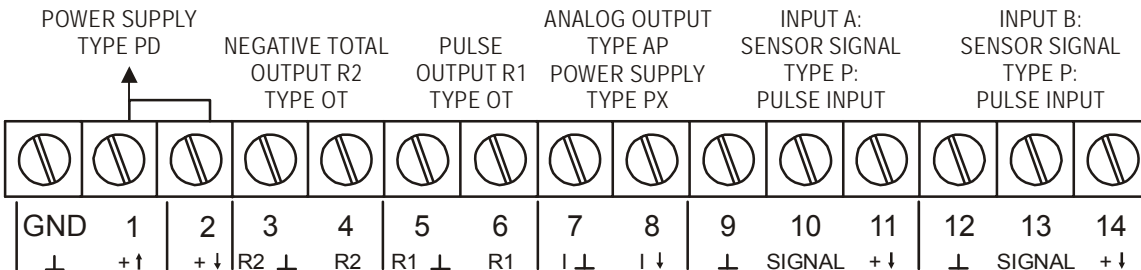 POWER SUPPLY
TYPE PD
NEGATIVE TOTAL
OUTPUT R2
TYPE OT
PULSE
OUTPUT R1
TYPE OT
ANALOG OUTPUT
TYPE AP
POWER SUPPLY
TYPE PX
INPUT A:
SENSOR SIGNAL
TYPE P:
PULSE INPUT
INPUT B:
SENSOR SIGNAL
TYPE P:
PULSE INPUT
GND 1 2 3 4 5 6 7 8 9 10 11 12 13 14
⊥ +↑ +↓ R2 ⊥ R2 R1 ⊥ R1 I ⊥ I ↓ ⊥ SIGNAL +↓ ⊥ SIGNAL +↓